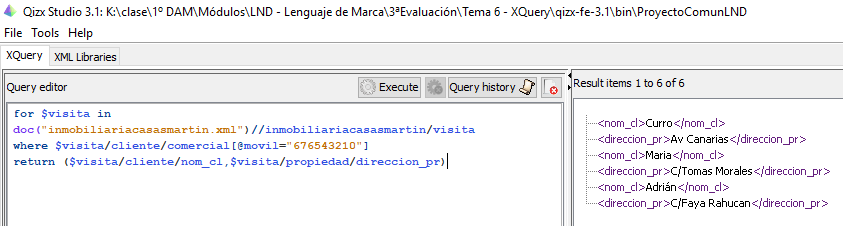 Qizx Studio 3.1: K:\clase\1º DAM\Módulos\LND - Lenguaje de Marca\3ªEvaluación\Tema 6 - XQuery\qizx-fe-3.1\bin\ProyectoComunLND
File Tools Help
XQuery XML Libraries
Query editor Execute Query history
for $visita in
doc("inmobiliariacasasmartin.xml")//inmobiliariacasasmartin/visita
where $visita/cliente/comercial[@movil="676543210"]
return ($visita/cliente/nom_cl,$visita/propiedad/direccion_pr)
Result items 1 to 6 of 6
<nom_cl>Curro</nom_cl>
<direccion_pr>Av Canarias</direccion_pr>
<nom_cl>Maria</nom_cl>
<direccion_pr>C/Tomas Morales</direccion_pr>
<nom_cl>Adrián</nom_cl>
<direccion_pr>C/Faya Rahucan</direccion_pr>